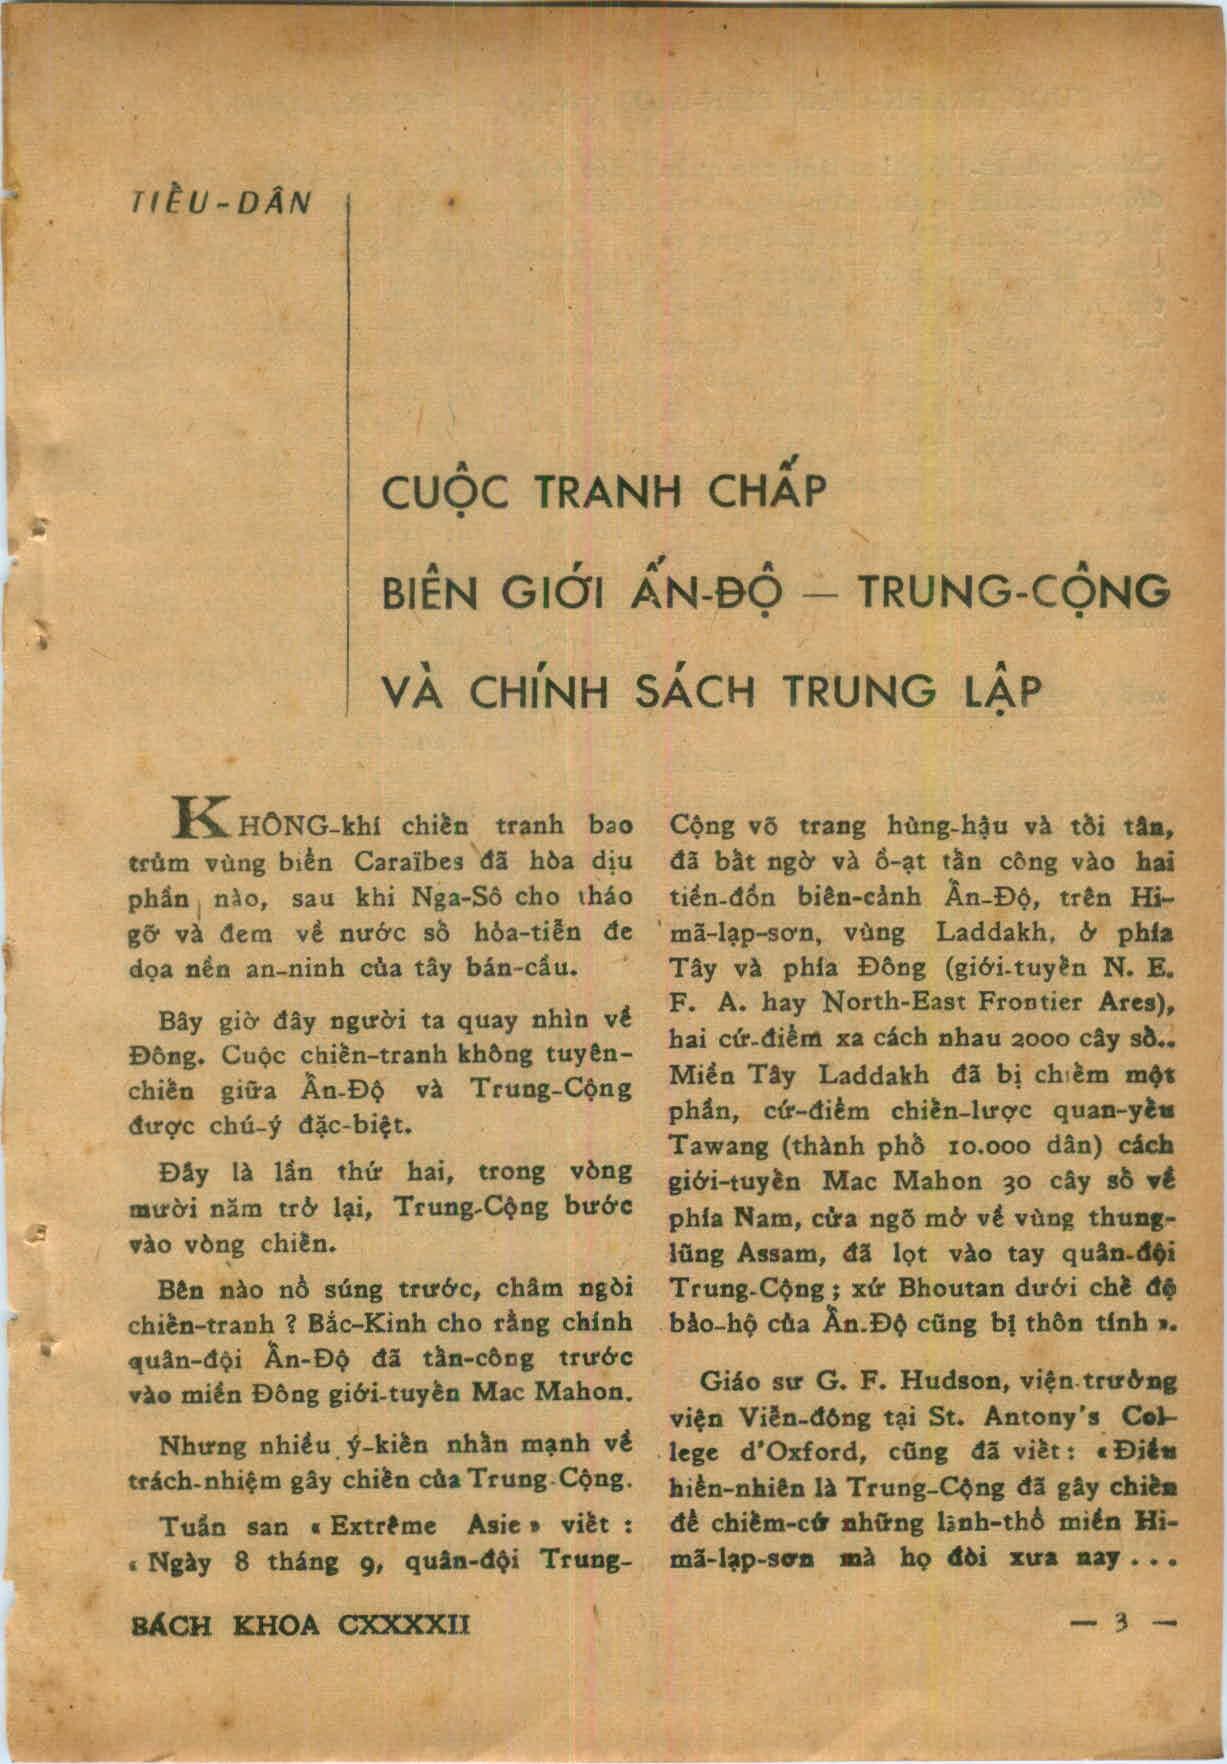 TIỂU-DÂN
CUỘC TRANH CHẤP
BIÊN GIỚI ẤN-ĐỘ — TRUNG-CỘNG
VÀ CHÍNH SÁCH TRUNG LẬP
KHÔNG-khí chiến tranh bao
trùm vùng biển Caraïbes đã hòa dịu
phần nào, sau khi Nga-Sô cho tháo
gỡ và đem về nước số hỏa-tiễn đe
dọa nền an-ninh của tây bán-cầu.
Bây giờ đây người ta quay nhìn về
Đông. Cuộc chiến-tranh không tuyên-
chiến giữa Ấn-Độ và Trung-Cộng
được chú-ý đặc-biệt.
Đây là lần thứ hai, trong vòng
mười năm trở lại, Trung-Cộng bước
vào vòng chiến.
Bên nào nổ súng trước, châm ngòi
chiến-tranh ? Bắc-Kinh cho rằng chính
quân-đội Ấn-Độ đã tấn-công trước
vào miền Đông giới-tuyến Mac Mahon.
Nhưng nhiều ý-kiến nhấn mạnh về
trách-nhiệm gây chiến của Trung-Cộng.
Tuần san « Extrême Asie » viết :
« Ngày 8 tháng 9, quân-đội Trung-
Cộng võ trang hùng-hậu và tối tân,
đã bất ngờ và ồ-ạt tấn công vào hai
tiền-đồn biên-cảnh Ấn-Độ, trên Hi-
mã-lạp-sơn, vùng Laddakh, ở phía
Tây và phía Đông (giới-tuyến N. E.
F. A. hay North-East Frontier Ares),
hai cứ-điểm xa cách nhau 2000 cây số..
Miền Tây Laddakh đã bị chiếm một
phần, cứ-điểm chiến-lược quan-yếu
Tawang (thành phố 10.000 dân) cách
giới-tuyến Mac Mahon 30 cây số về
phía Nam, cửa ngõ mở về vùng thung-
lũng Assam, đã lọt vào tay quân-đội
Trung-Cộng ; xứ Bhoutan dưới chế độ
bảo-hộ của Ấn-Độ cũng bị thôn tính ».
Giáo sư G. F. Hudson, viện-trưởng
viện Viễn-đông tại St. Antony's Col-
lege d'Oxford, cũng đã viết : « Điều
hiển-nhiên là Trung-Cộng đã gây chiến
để chiếm-cứ những lãnh-thổ miền Hi-
mã-lạp-sơn mà họ đòi xưa nay . . .
BÁCH KHOA CXXXXII
— 3 —